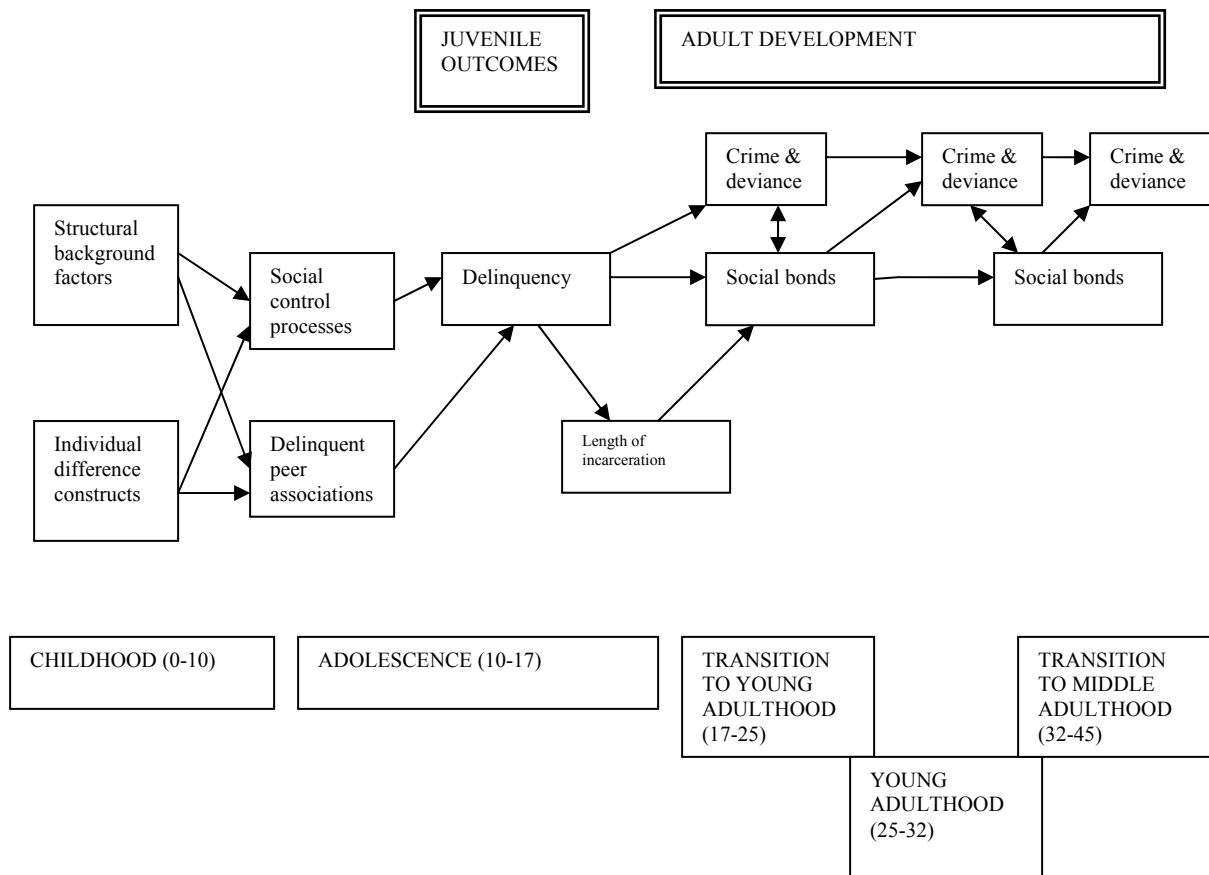 JUVENILE
OUTCOMES
ADULT DEVELOPMENT
Crime &
deviance
Crime &
deviance
Crime &
deviance
Structural
background
factors
Social
control
processes
Delinquency
Social bonds
Social bonds
Individual
difference
constructs
Delinquent
peer
associations
Length of
incarceration
CHILDHOOD (0-10)
ADOLESCENCE (10-17)
TRANSITION
TO YOUNG
ADULTHOOD
(17-25)
TRANSITION
TO MIDDLE
ADULTHOOD
(32-45)
YOUNG
ADULTHOOD
(25-32)